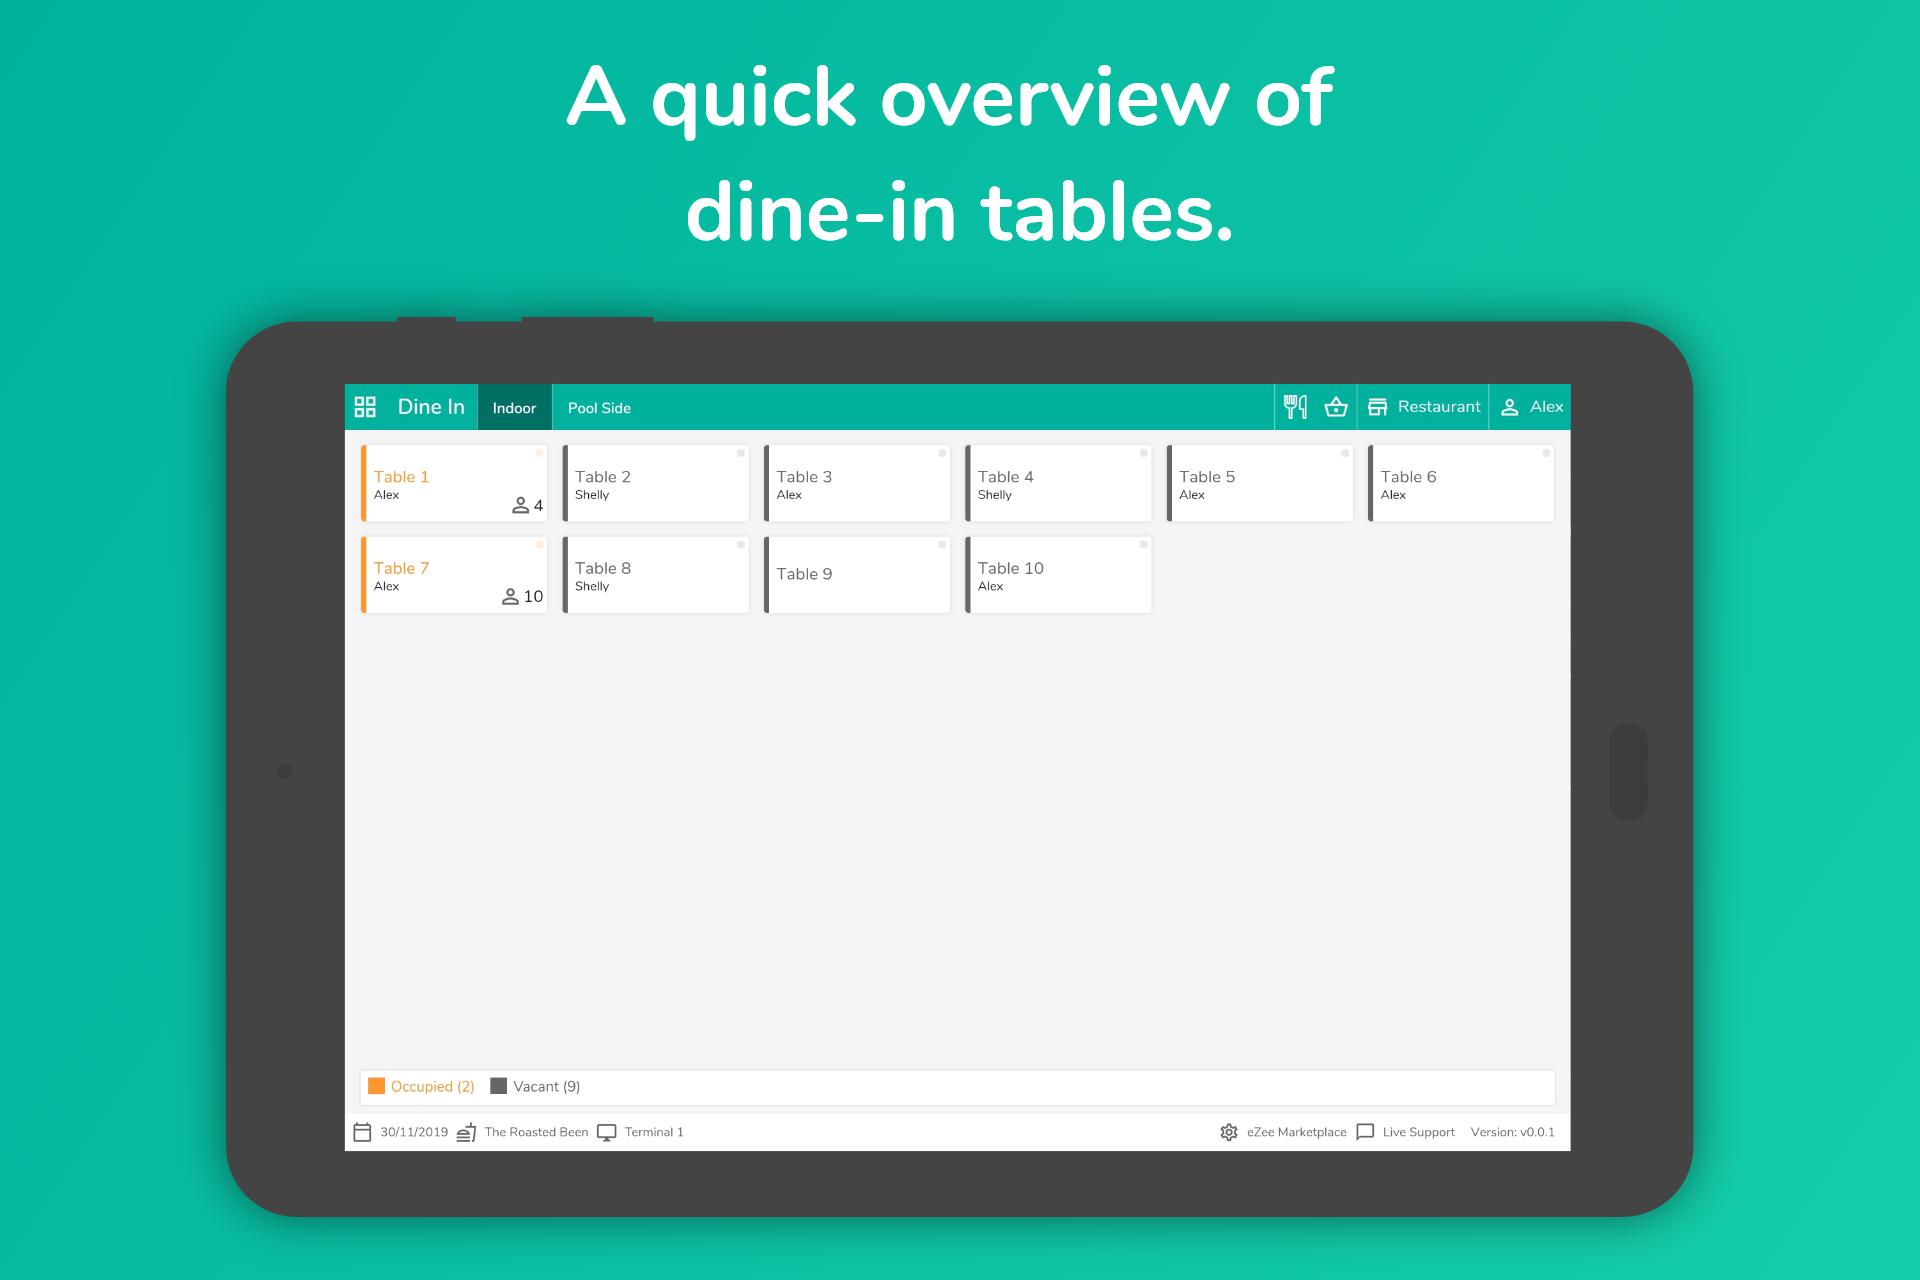 A quick overview of
dine-in tables.
Dine In Indoor Pool Side Restaurant Alex
Table 1 Table 2 Table 3 Table 4 Table 5 Table 6
Alex Shelly Alex Shelly Alex Alex
4
Table 7 Table 8 Table 9 Table 10
Alex Shelly Alex
10
Occupied (2) Vacant (9)
30/11/2019 The Roasted Been Terminal 1 eZee Marketplace Live Support Version: v0.0.1